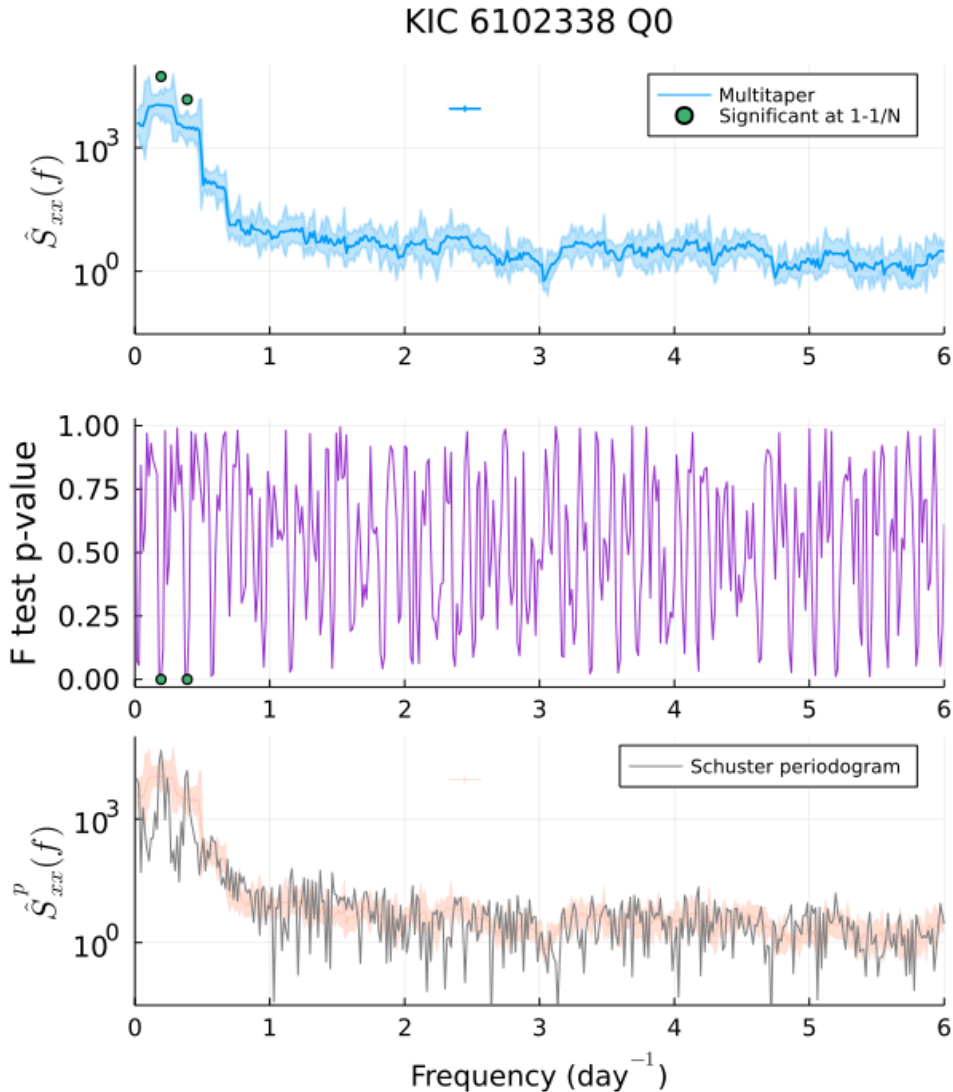 KIC 6102338 Q0
Multitaper
Significant at 1-1/N
Ŝxx(f)
10³
10⁰
0 1 2 3 4 5 6
F test p-value
1.00
0.75
0.50
0.25
0.00
0 1 2 3 4 5 6
Schuster periodogram
Ŝᵖxx(f)
10³
10⁰
0 1 2 3 4 5 6
Frequency (day⁻¹)